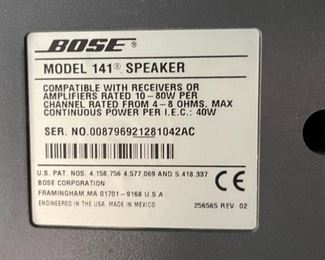 BOSE®
MODEL 141® SPEAKER
COMPATIBLE WITH RECEIVERS OR
AMPLIFIERS RATED 10-80W PER
CHANNEL RATED FROM 4-8 OHMS. MAX
CONTINUOUS POWER PER I.E.C.: 40W
SER. NO. 008796921281042AC
U.S. PAT. NOS. 4,158,756 4,577,069 AND 5,418,337
BOSE CORPORATION
FRAMINGHAM, MA 01701-9168 U.S.A.
ENGINEERED IN THE USA, MADE IN MEXICO
CE
256565 REV. 02